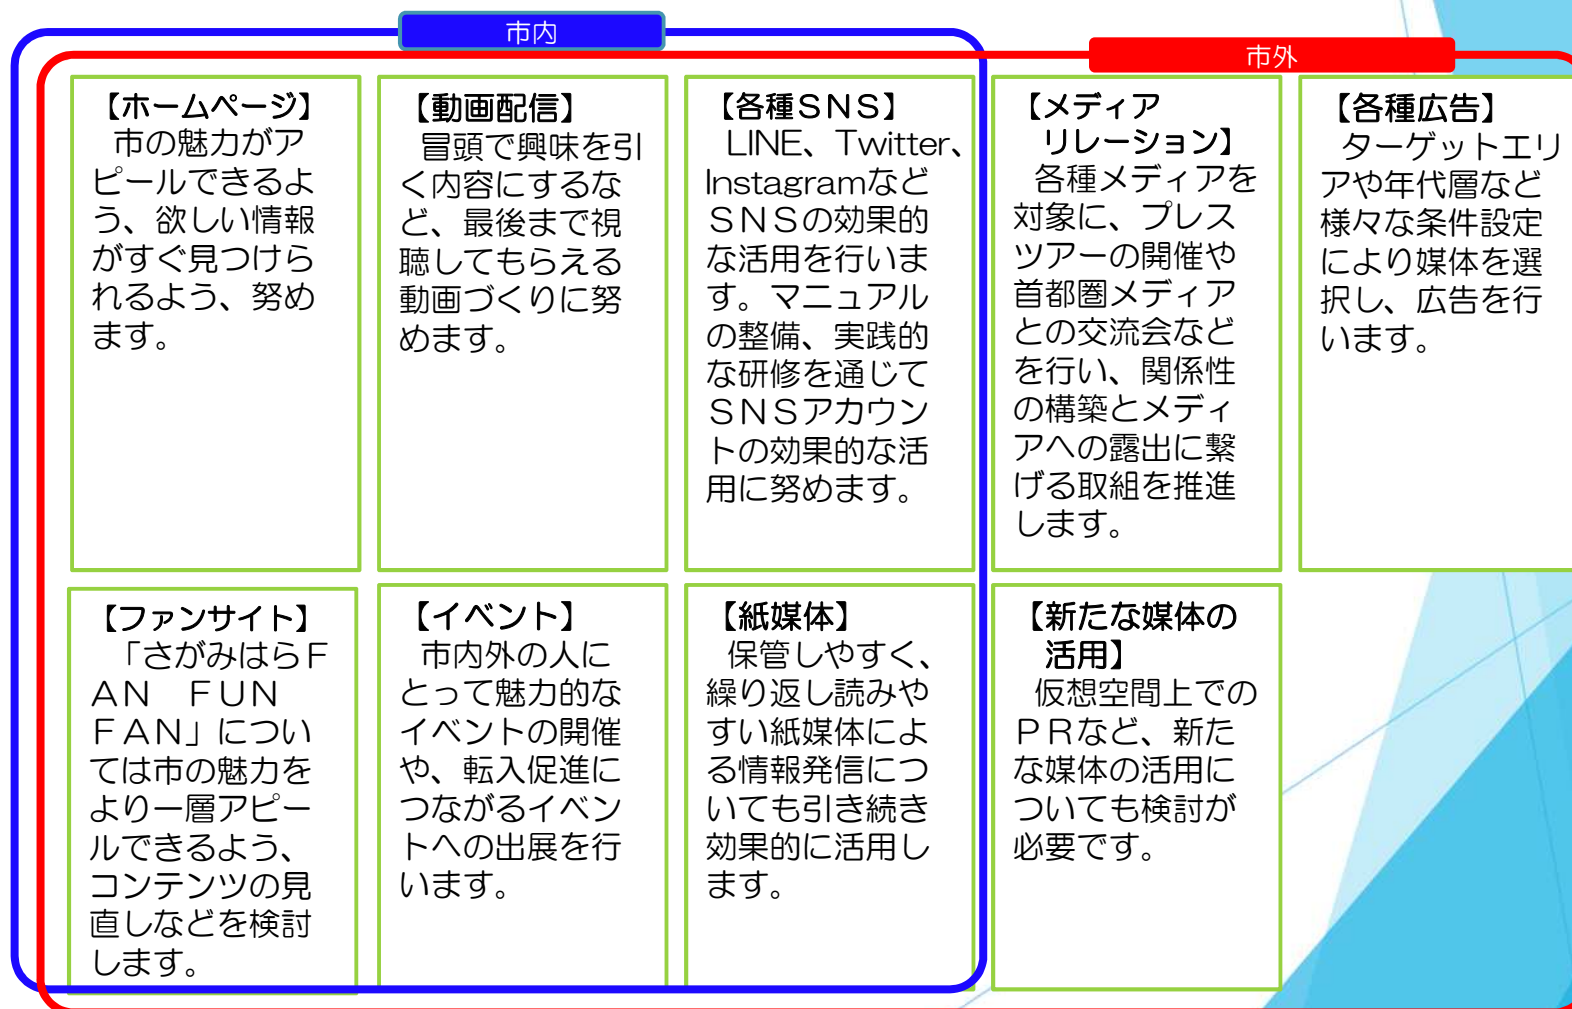 市内
市外
【ホームページ】
市の魅力がア
ピールできるよ
う、欲しい情報
がすぐ見つけら
れるよう、努め
ます。
【動画配信】
冒頭で興味を引
く内容にするな
ど、最後まで視
聴してもらえる
動画づくりに努
めます。
【各種ＳＮＳ】
LINE、Twitter、
Instagramなど
ＳＮＳの効果的
な活用を行いま
す。マニュアル
の整備、実践的
な研修を通じて
ＳＮＳアカウン
トの効果的な活
用に努めます。
【メディア
リレーション】
各種メディアを
対象に、プレス
ツアーの開催や
首都圏メディア
との交流会など
を行い、関係性
の構築とメディ
アへの露出に繋
げる取組を推進
します。
【各種広告】
ターゲットエリ
アや年代層など
様々な条件設定
により媒体を選
択し、広告を行
います。
【ファンサイト】
「さがみはらＦ
ＡＮ　ＦＵＮ
ＦＡＮ」につい
ては市の魅力を
より一層アピー
ルできるよう、
コンテンツの見
直しなどを検討
します。
【イベント】
市内外の人に
とって魅力的な
イベントの開催
や、転入促進に
つながるイベン
トへの出展を行
います。
【紙媒体】
保管しやすく、
繰り返し読みや
すい紙媒体によ
る情報発信につ
いても引き続き
効果的に活用し
ます。
【新たな媒体の
活用】
仮想空間上での
ＰＲなど、新た
な媒体の活用に
ついても検討が
必要です。